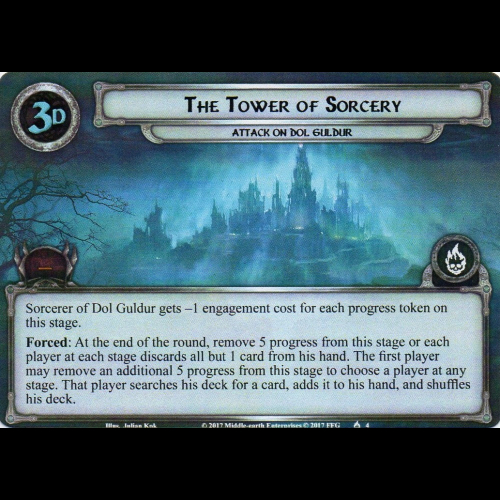 3D
THE TOWER OF SORCERY
ATTACK ON DOL GULDUR
–
Sorcerer of Dol Guldur gets –1 engagement cost for each progress token on
this stage.
Forced: At the end of the round, remove 5 progress from this stage or each
player at each stage discards all but 1 card from his hand. The first player
may remove an additional 5 progress from this stage to choose a player at any
stage. That player searches his deck for a card, adds it to his hand, and shuffles
his deck.
Illus. Julian Kok © 2017 Middle-earth Enterprises © 2017 FFG 4